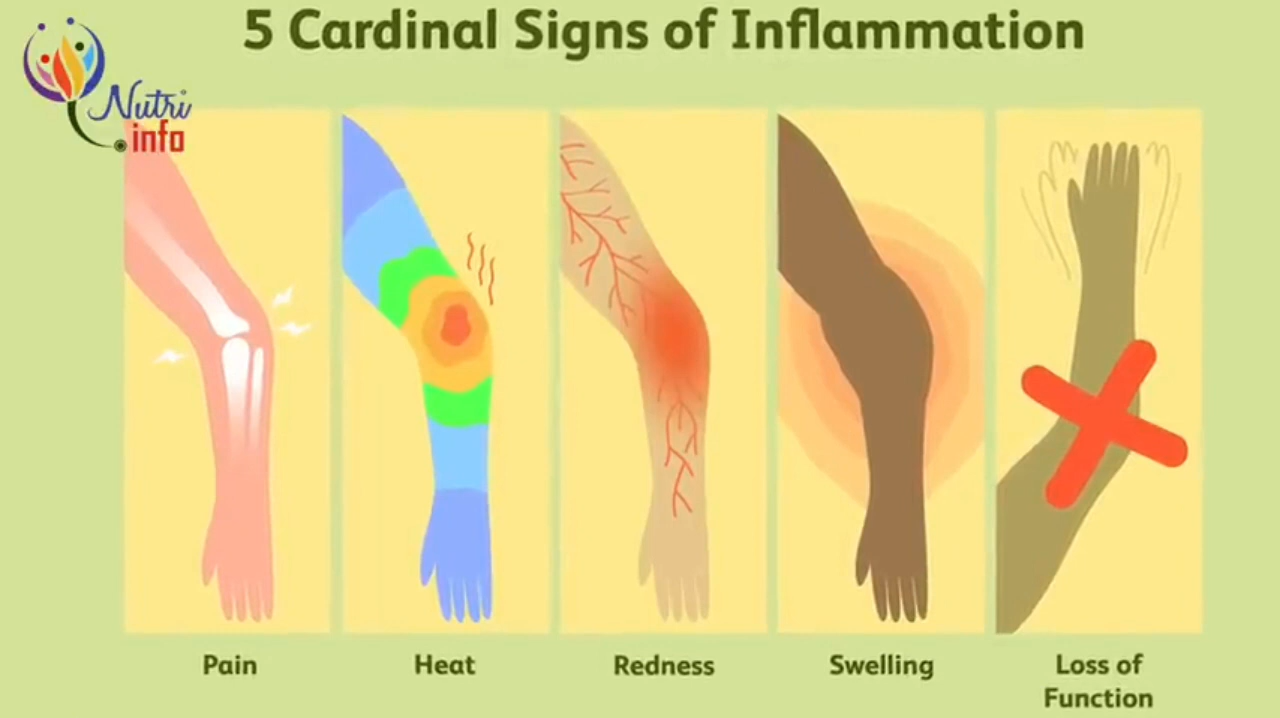 5 Cardinal Signs of Inflammation
Nutri
info
Pain
Heat
Redness
Swelling
Loss of
Function